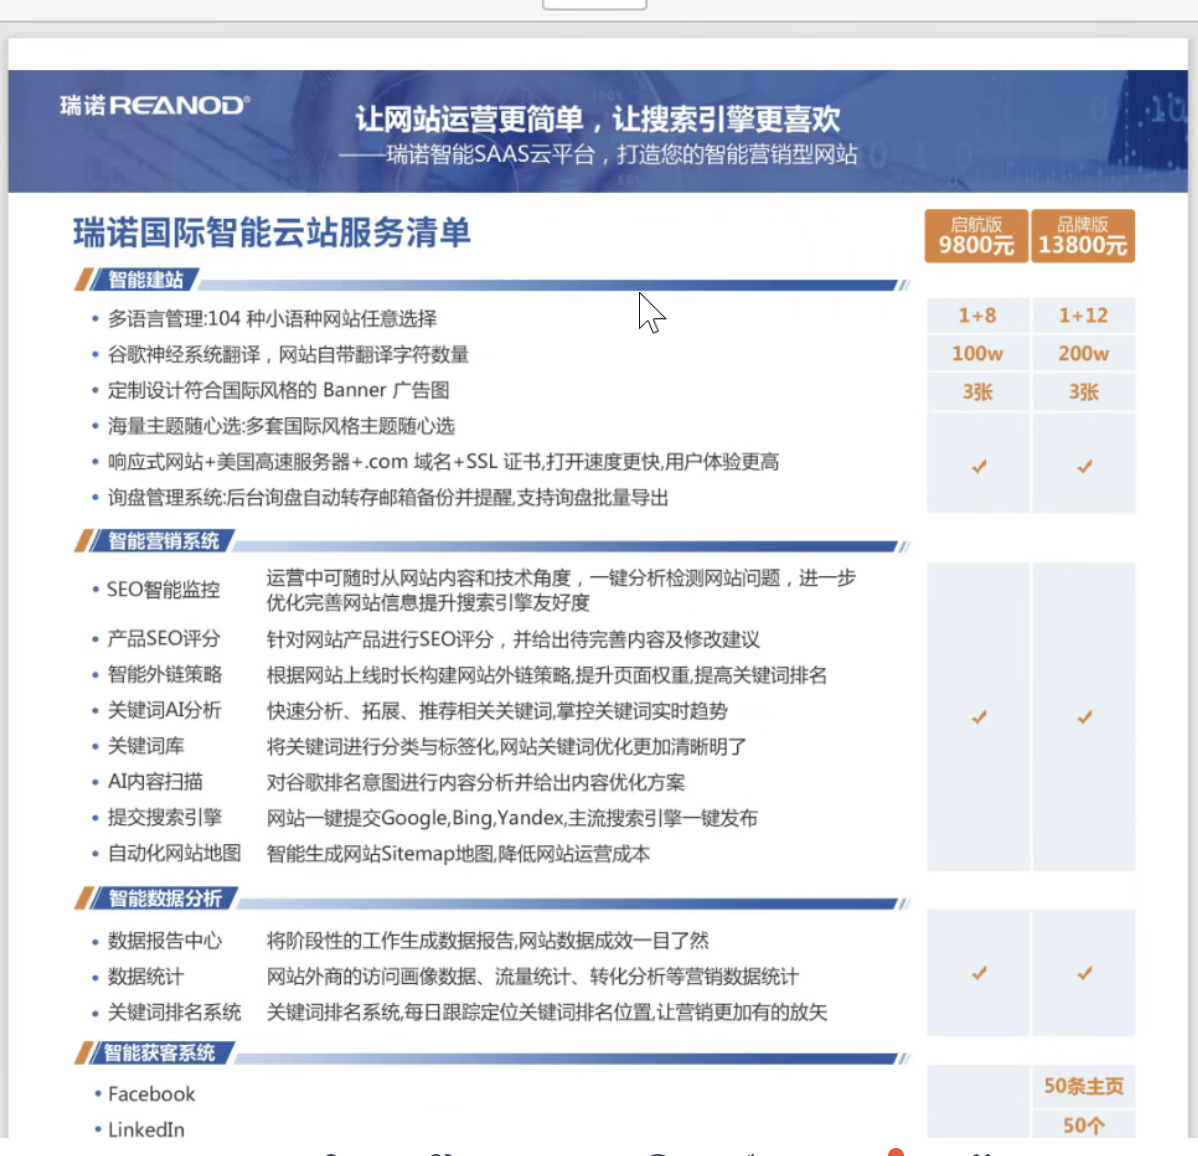 瑞诺REANOD®
让网站运营更简单，让搜索引擎更喜欢
——瑞诺智能SAAS云平台，打造您的智能营销型网站
瑞诺国际智能云站服务清单
启航版 品牌版
9800元 13800元
智能建站
• 多语言管理:104 种小语种网站任意选择 1+8 1+12
• 谷歌神经系统翻译，网站自带翻译字符数量 100w 200w
• 定制设计符合国际风格的 Banner 广告图 3张 3张
• 海量主题随心选:多套国际风格主题随心选
• 响应式网站+美国高速服务器+.com 域名+SSL 证书,打开速度更快,用户体验更高 ✓ ✓
• 询盘管理系统:后台询盘自动转存邮箱备份并提醒,支持询盘批量导出
智能营销系统
• SEO智能监控 运营中可随时从网站内容和技术角度，一键分析检测网站问题，进一步
优化完善网站信息提升搜索引擎友好度
• 产品SEO评分 针对网站产品进行SEO评分，并给出待完善内容及修改建议
• 智能外链策略 根据网站上线时长构建网站外链策略,提升页面权重,提高关键词排名
• 关键词AI分析 快速分析、拓展、推荐相关关键词,掌控关键词实时趋势 ✓ ✓
• 关键词库 将关键词进行分类与标签化,网站关键词优化更加清晰明了
• AI内容扫描 对谷歌排名意图进行内容分析并给出内容优化方案
• 提交搜索引擎 网站一键提交Google,Bing,Yandex,主流搜索引擎一键发布
• 自动化网站地图 智能生成网站Sitemap地图,降低网站运营成本
智能数据分析
• 数据报告中心 将阶段性的工作生成数据报告,网站数据成效一目了然
• 数据统计 网站外商的访问画像数据、流量统计、转化分析等营销数据统计 ✓ ✓
• 关键词排名系统 关键词排名系统,每日跟踪定位关键词排名位置,让营销更加有的放矢
智能获客系统
• Facebook 50条主页
• LinkedIn 50个